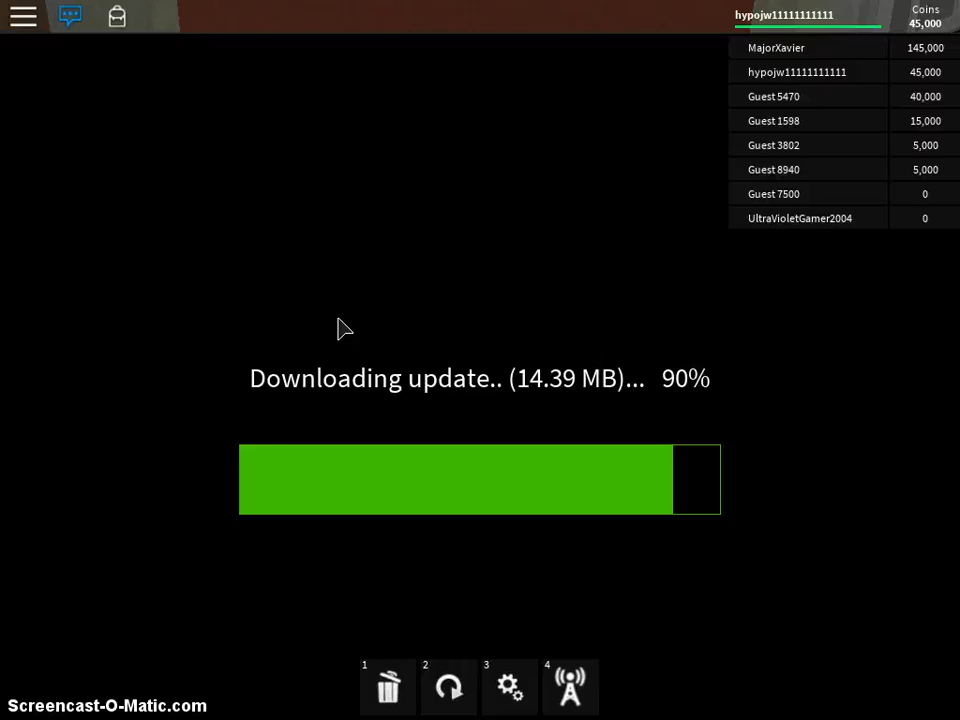 hypojw11111111111
Coins
45,000
MajorXavier 145,000
hypojw11111111111 45,000
Guest 5470 40,000
Guest 1598 15,000
Guest 3802 5,000
Guest 8940 5,000
Guest 7500 0
UltraVioletGamer2004 0
Downloading update.. (14.39 MB)... 90%
1 2 3 4
Screencast-O-Matic.com